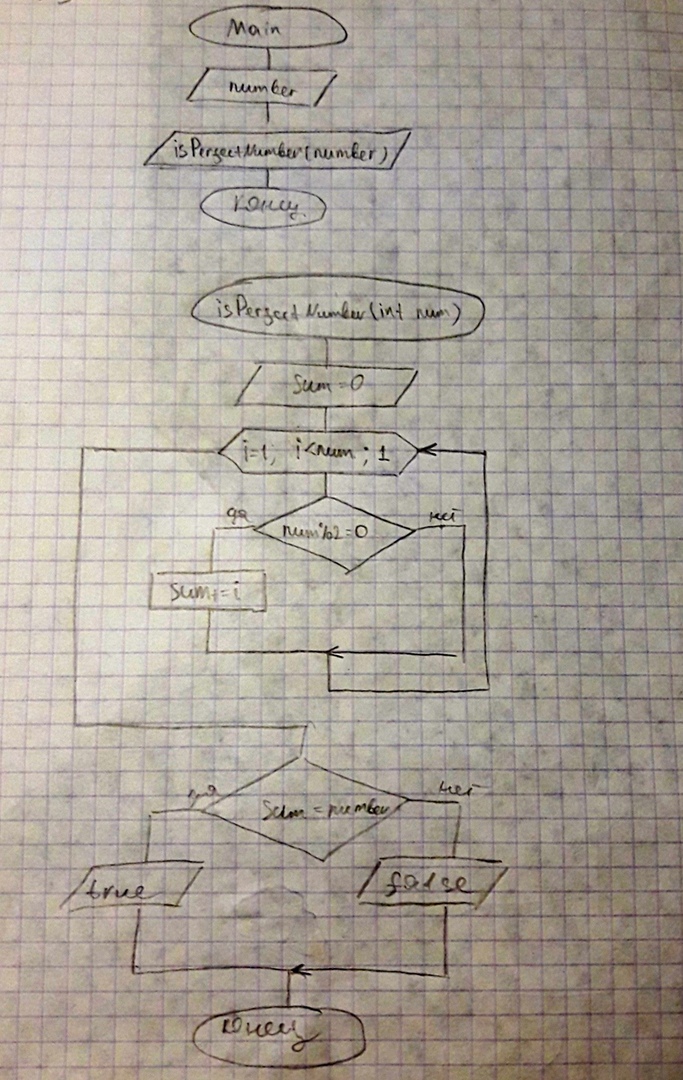 Main
number
isPerfectNumber(number)
Конец
isPerfectNumber(int num)
Sum = 0
i=1; i<num; 1
да
нет
num%2=0
sum+=i
да
нет
Sum = number
true
false
Конец